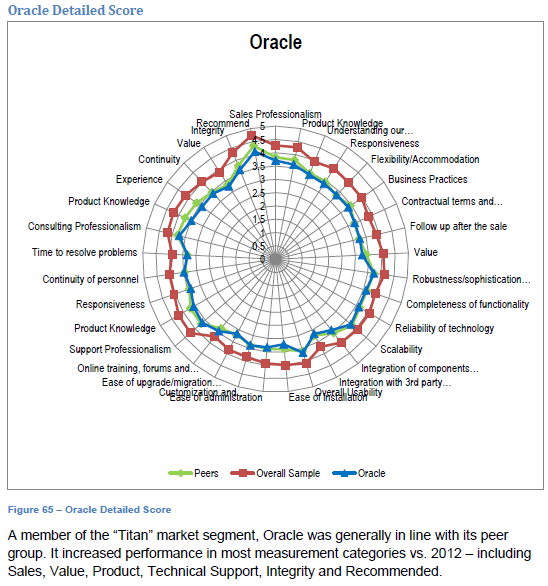 Oracle Detailed Score
Oracle
Sales Professionalism
Product Knowledge
Understanding our…
Responsiveness
Flexibility/Accommodation
Business Practices
Contractual terms and…
Follow up after the sale
Value
Robustness/sophistication…
Completeness of functionality
Reliability of technology
Scalability
Integration of components…
Integration with 3rd party…
Overall Usability
Ease of Installation
Ease of administration
Customization and…
Ease of upgrade/migration…
Online training, forums and…
Support Professionalism
Product Knowledge
Responsiveness
Continuity of personnel
Time to resolve problems
Consulting Professionalism
Product Knowledge
Experience
Continuity
Value
Integrity
Recommend
5
4.5
4
3.5
3
2.5
2
1.5
1
0.5
0
Peers
Overall Sample
Oracle
Figure 65 – Oracle Detailed Score
A member of the “Titan” market segment, Oracle was generally in line with its peer
group. It increased performance in most measurement categories vs. 2012 – including
Sales, Value, Product, Technical Support, Integrity and Recommended.